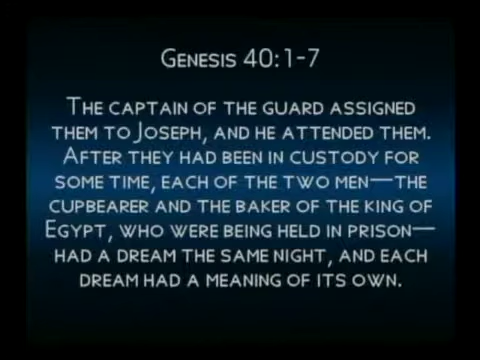 Genesis 40:1-7
The captain of the guard assigned
them to Joseph, and he attended them.
After they had been in custody for
some time, each of the two men—the
cupbearer and the baker of the king of
Egypt, who were being held in prison—
had a dream the same night, and each
dream had a meaning of its own.